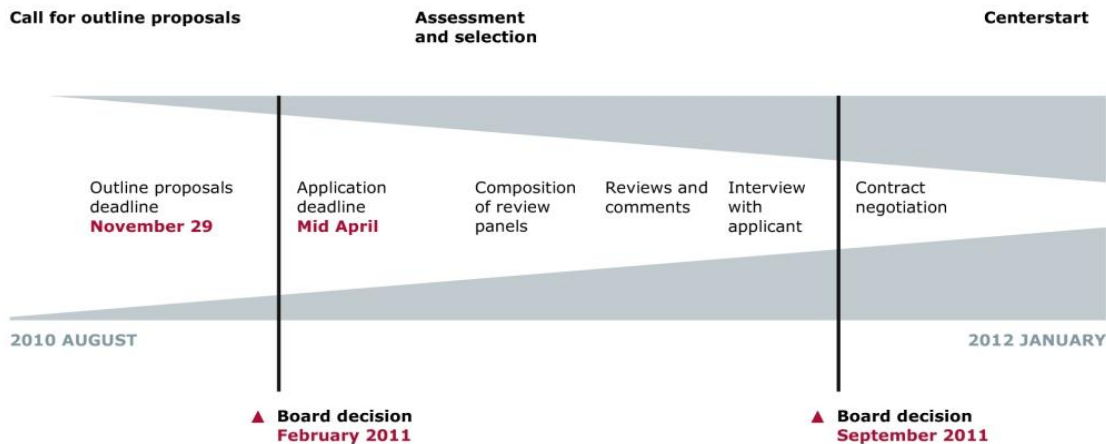 Call for outline proposals
Assessment
and selection
Centerstart
Outline proposals
deadline
November 29
Application
deadline
Mid April
Composition
of review
panels
Reviews and
comments
Interview
with
applicant
Contract
negotiation
2010 AUGUST
2012 JANUARY
▲ Board decision
February 2011
▲ Board decision
September 2011